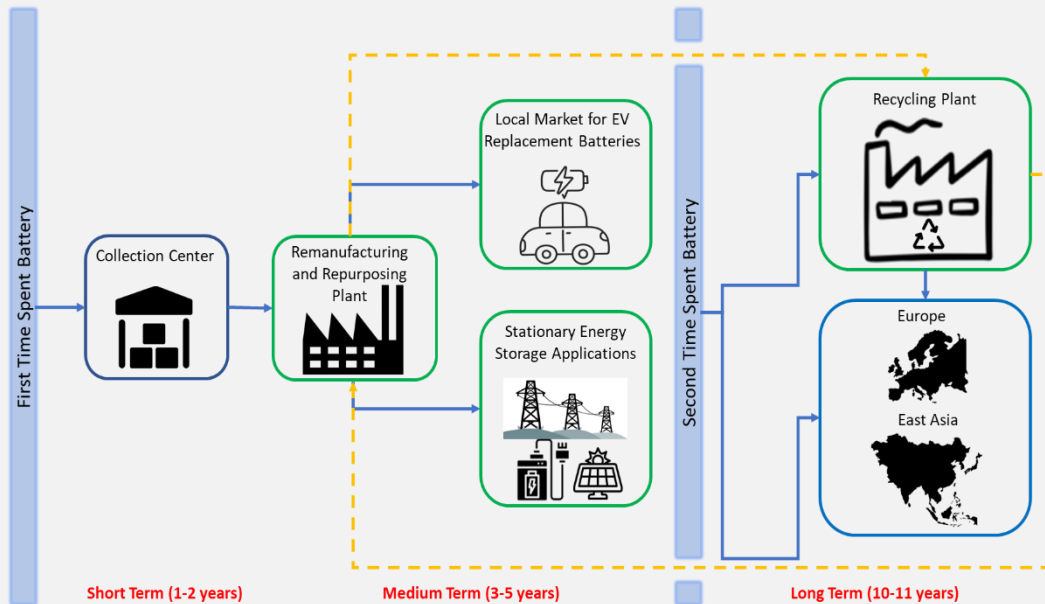 First Time Spent Battery
Collection Center
Remanufacturing
and Repurposing
Plant
Local Market for EV
Replacement Batteries
Stationary Energy
Storage Applications
Second Time Spent Battery
Recycling Plant
Europe
East Asia
Short Term (1-2 years)
Medium Term (3-5 years)
Long Term (10-11 years)